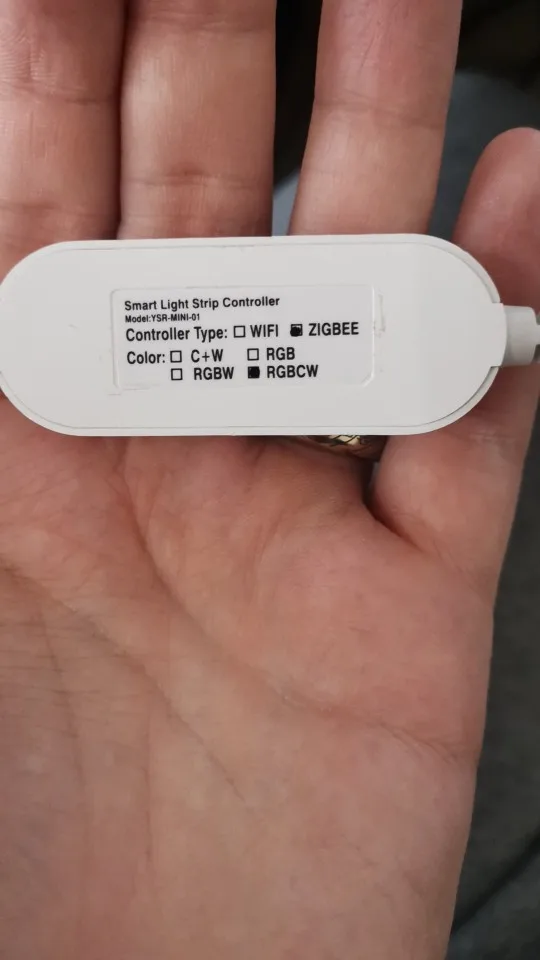 Smart Light Strip Controller
Model:YSR-MINI-01
Controller Type: ☐ WIFI ☑ ZIGBEE
Color: ☐ C+W ☐ RGB
☐ RGBW ☑ RGBCW